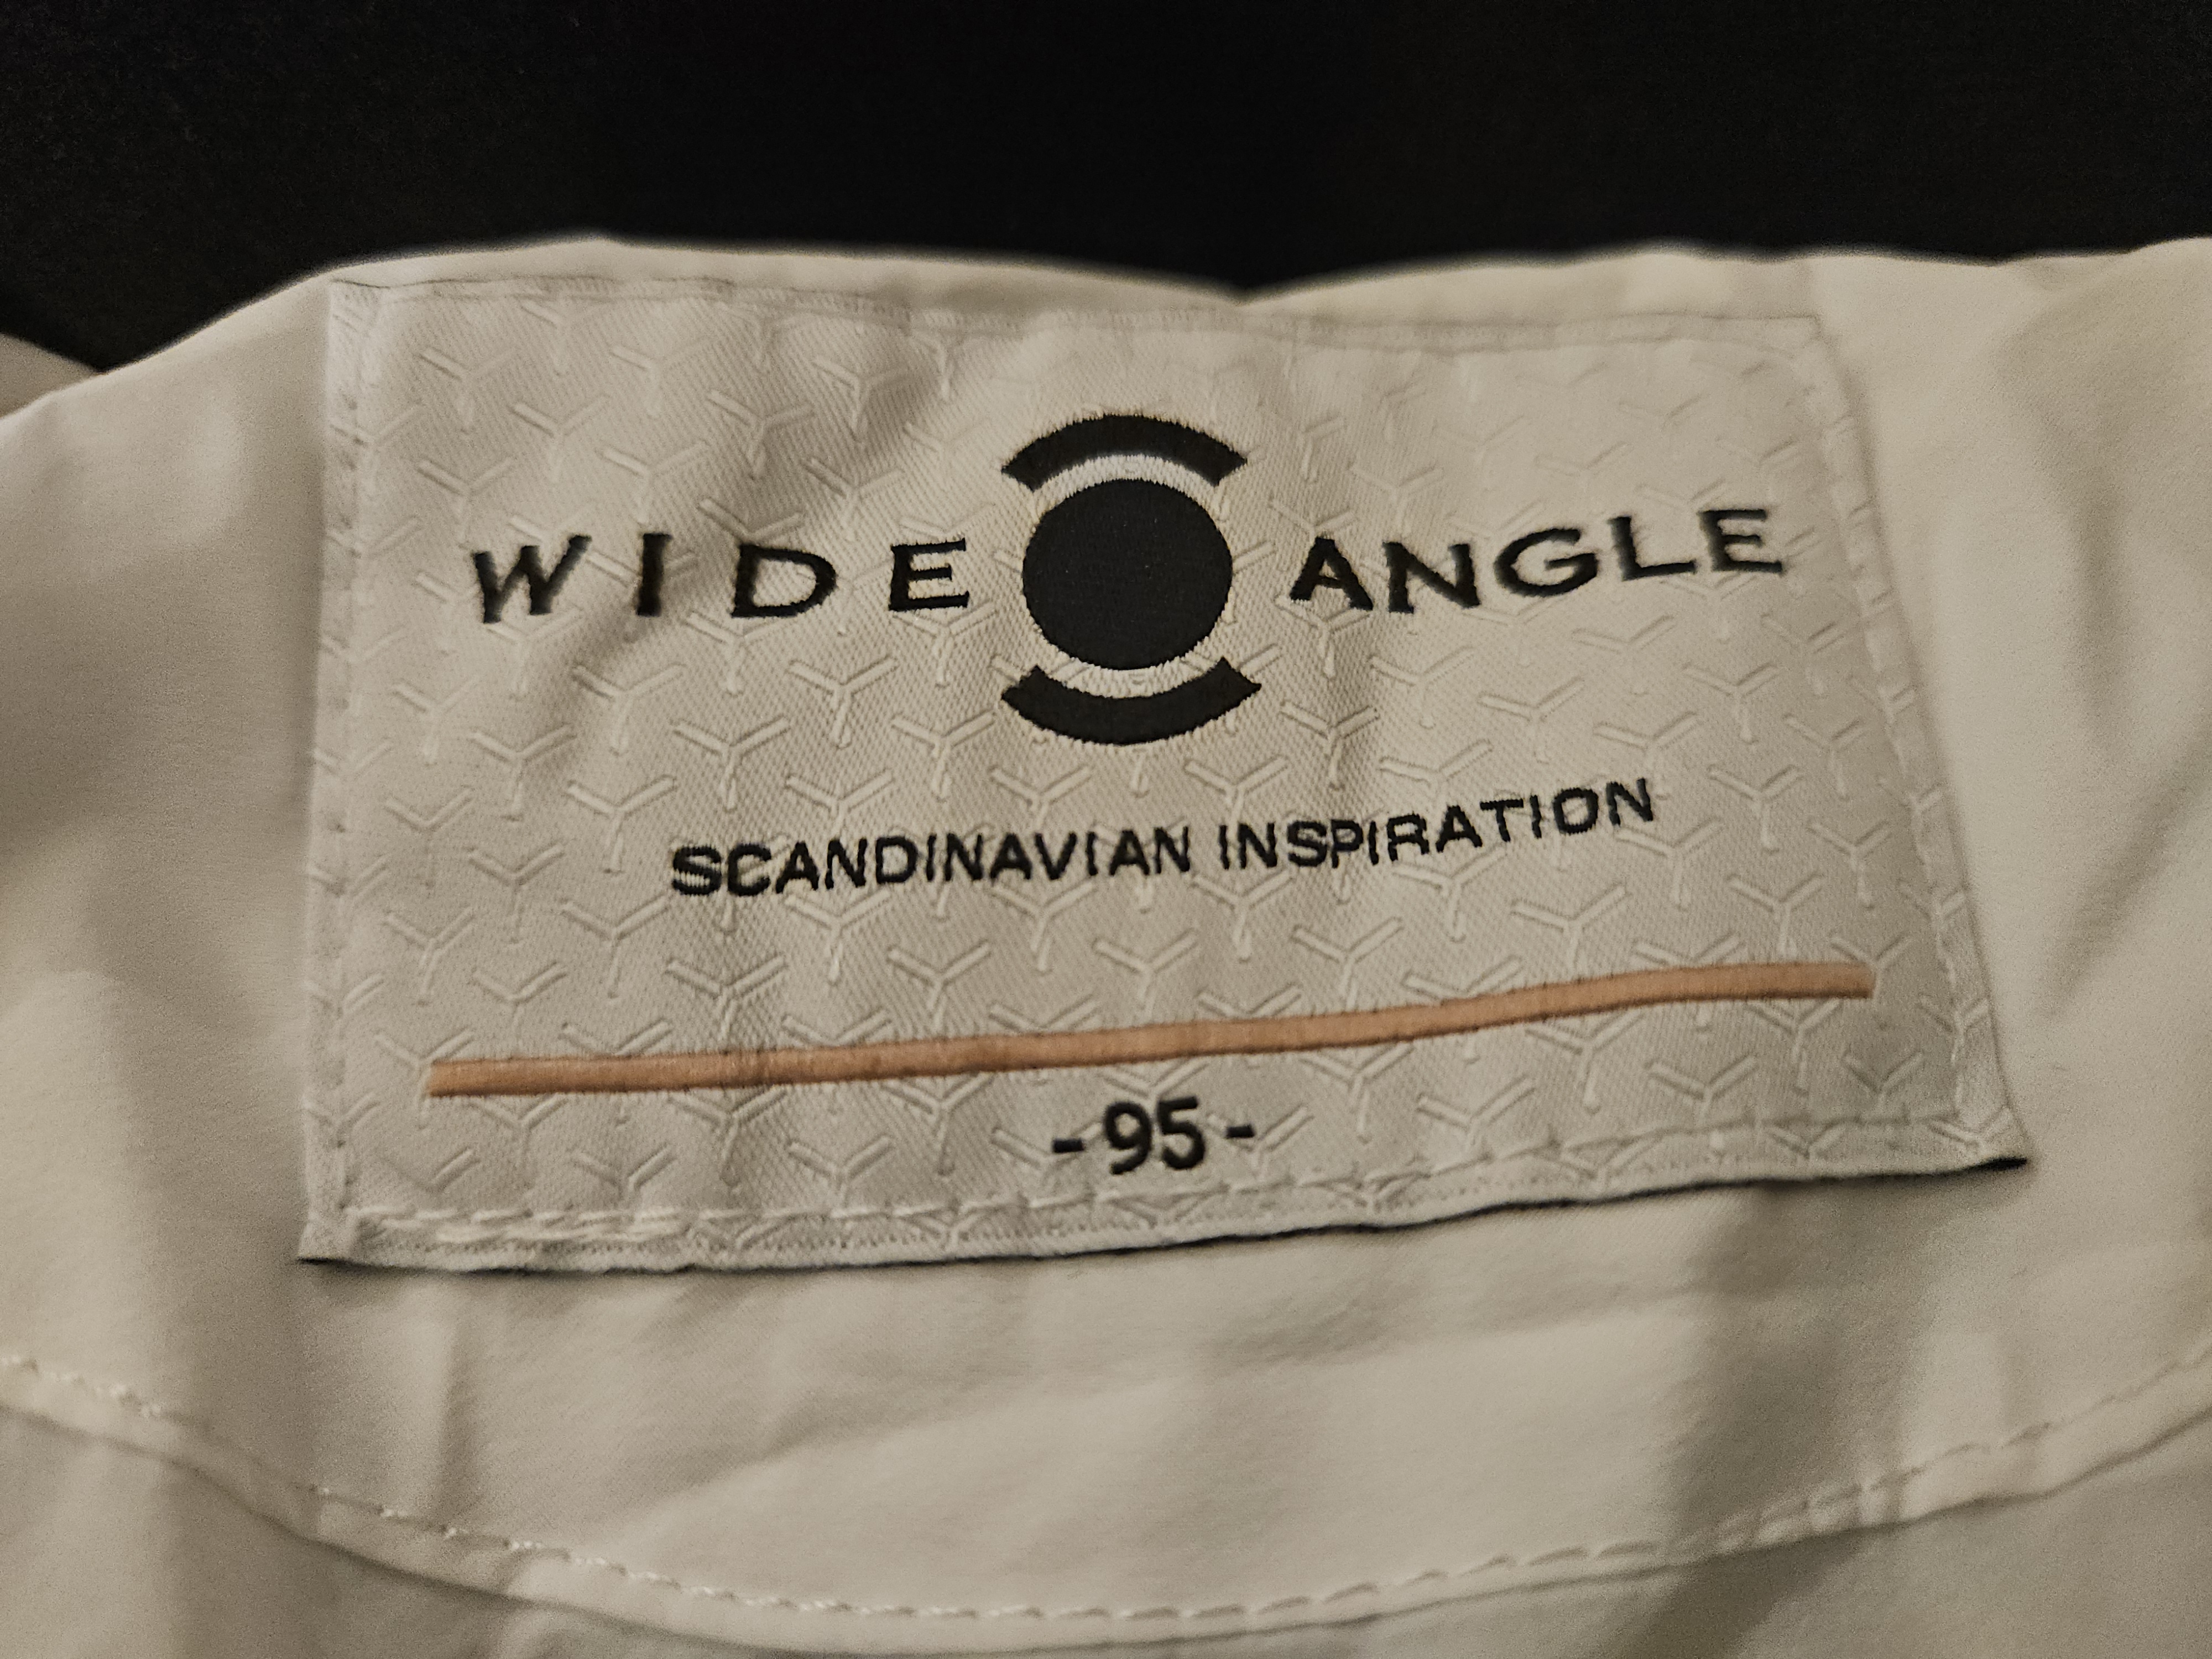 WIDE ANGLE
SCANDINAVIAN INSPIRATION
-95-